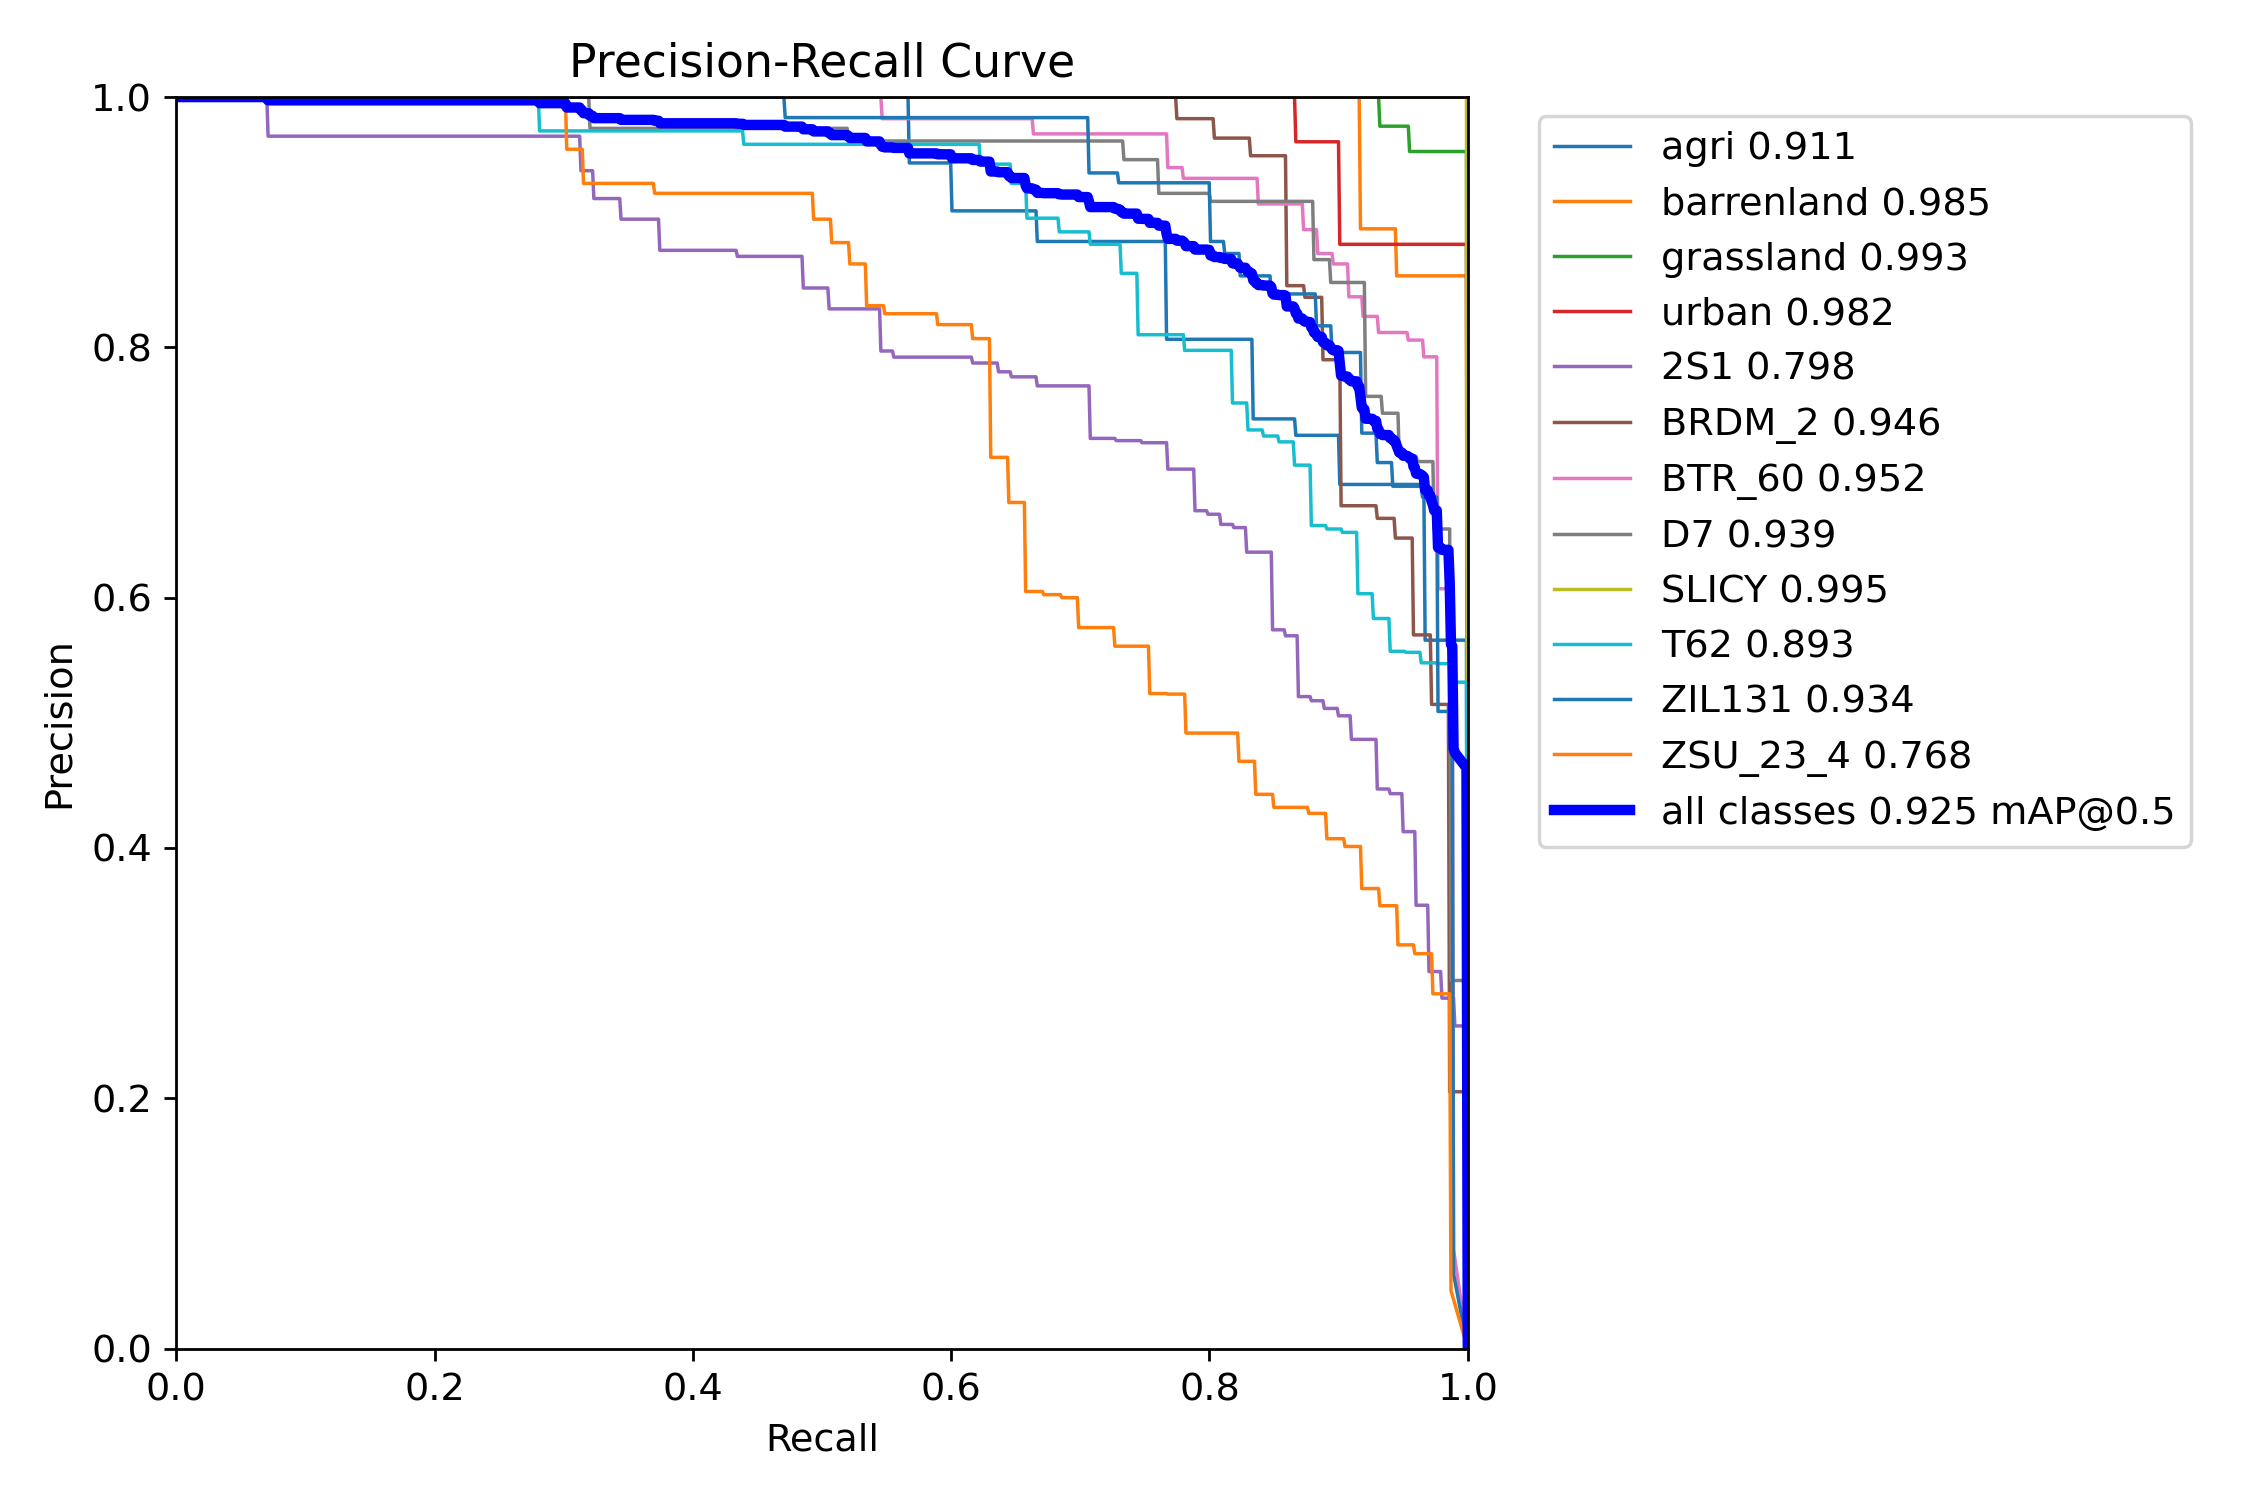 Precision-Recall Curve
1.0
0.8
0.6
0.4
0.2
0.0
Precision
0.0 0.2 0.4 0.6 0.8 1.0
Recall
agri 0.911
barrenland 0.985
grassland 0.993
urban 0.982
2S1 0.798
BRDM_2 0.946
BTR_60 0.952
D7 0.939
SLICY 0.995
T62 0.893
ZIL131 0.934
ZSU_23_4 0.768
all classes 0.925 mAP@0.5